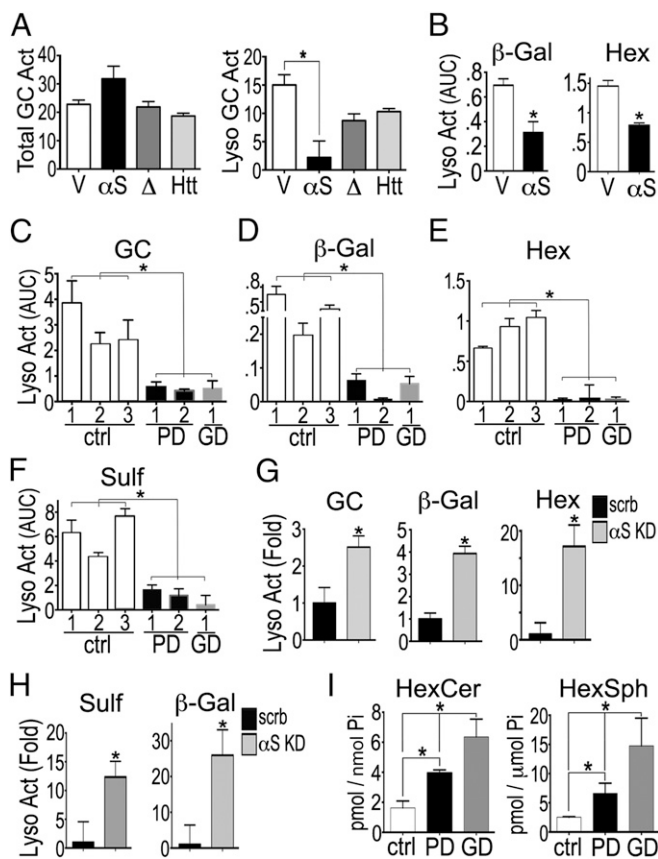 A
Total GC Act
40
30
20
10
0
V αS Δ Htt
Lyso GC Act
20
15
10
5
0
*
V αS Δ Htt
B
β-Gal Hex
Lyso Act (AUC)
.8
.6
.4
.2
0
*
V αS
1.5
1
.5
0
*
V αS
C
GC
Lyso Act (AUC)
5
4
3
2
1
0
*
1 2 3 1 2 1
ctrl PD GD
D
β-Gal
.8
.5
.2
.1
0
*
1 2 3 1 2 1
ctrl PD GD
E
Hex
1.5
1
.5
0
*
1 2 3 1 2 1
ctrl PD GD
F
Sulf
Lyso Act (AUC)
8
6
4
2
0
*
1 2 3 1 2 1
ctrl PD GD
G
GC β-Gal Hex
scrb
αS KD
Lyso Act (Fold)
3
2
1
0
*
5
4
3
2
1
0
*
20
10
0
*
H
Sulf β-Gal
scrb
αS KD
Lyso Act (Fold)
20
15
10
5
0
*
30
20
10
0
*
I
HexCer HexSph
pmol / nmol Pi
8
6
4
2
0
*
*
ctrl PD GD
pmol / μmol Pi
20
15
10
5
0
*
*
ctrl PD GD